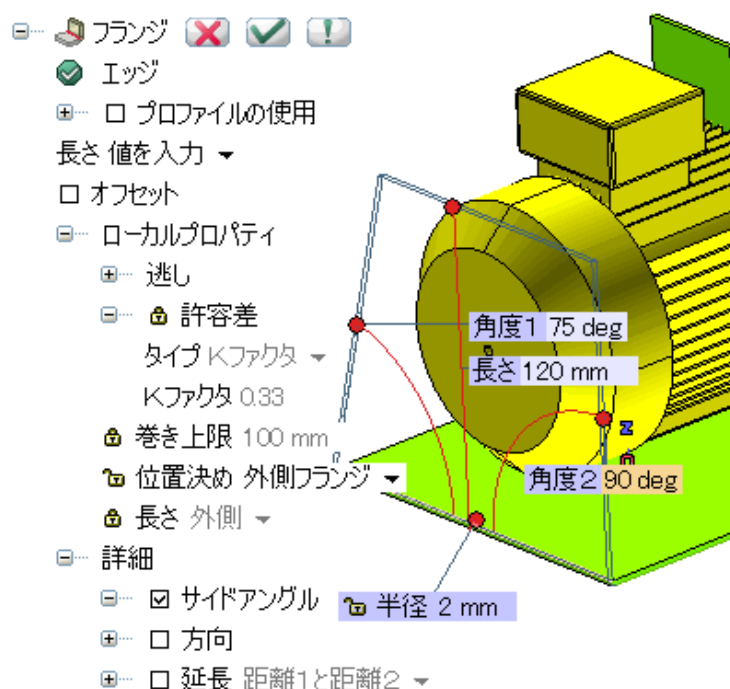 フランジ
エッジ
プロファイルの使用
長さ 値を入力
オフセット
ローカルプロパティ
逃し
許容差
タイプ Kファクタ
Kファクタ 0.33
巻き上限 100 mm
位置決め 外側フランジ
長さ 外側
詳細
サイドアングル
方向
延長 距離1と距離2
角度1 75 deg
長さ 120 mm
Z
角度2 90 deg
半径 2 mm